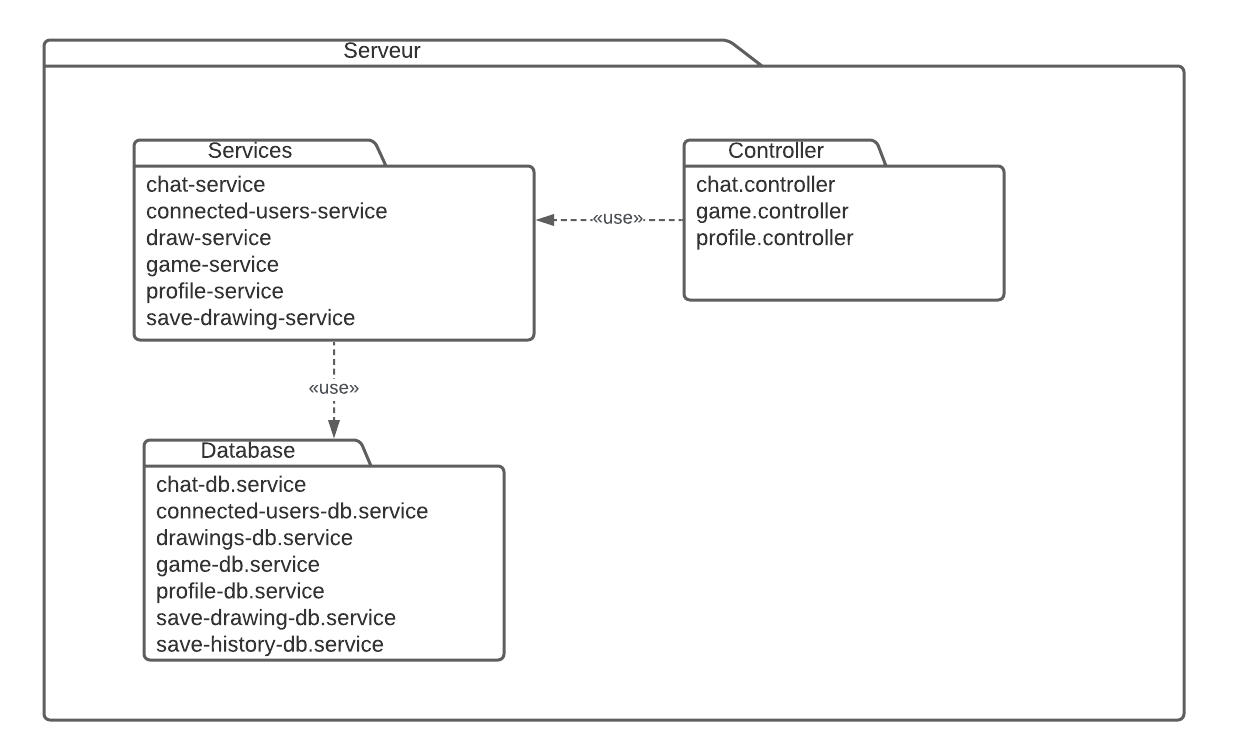 Serveur
Services
chat-service
connected-users-service
draw-service
game-service
profile-service
save-drawing-service
«use»
Controller
chat.controller
game.controller
profile.controller
«use»
Database
chat-db.service
connected-users-db.service
drawings-db.service
game-db.service
profile-db.service
save-drawing-db.service
save-history-db.service